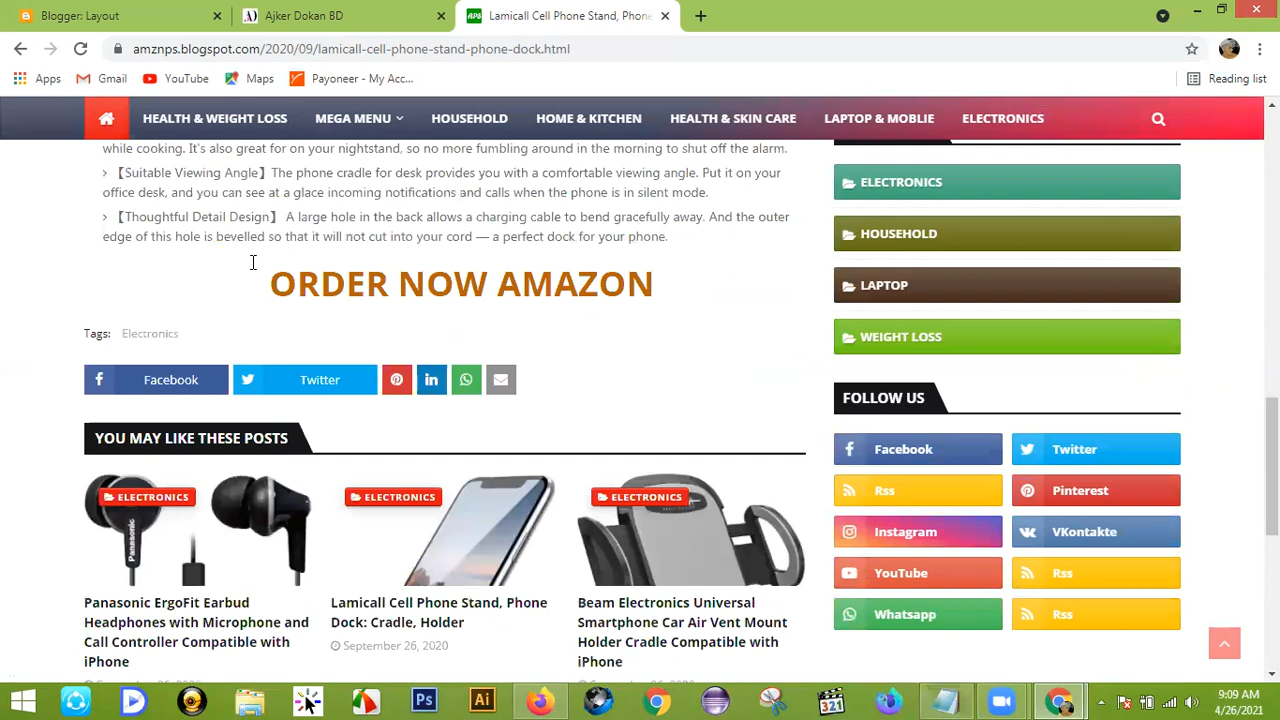 Blogger: Layout
Ajker Dokan BD
Lamicall Cell Phone Stand, Phone
amznps.blogspot.com/2020/09/lamicall-cell-phone-stand-phone-dock.html
Apps
Gmail
YouTube
Maps
Payoneer - My Acc...
Reading list
HEALTH & WEIGHT LOSS
MEGA MENU
HOUSEHOLD
HOME & KITCHEN
HEALTH & SKIN CARE
LAPTOP & MOBLIE
ELECTRONICS
while cooking. It's also great for on your nightstand, so no more fumbling around in the morning to shut off the alarm.
【Suitable Viewing Angle】The phone cradle for desk provides you with a comfortable viewing angle. Put it on your
office desk, and you see at a glace incoming notifications and calls when the phone is in silent mode.
【Thoughtful Detail Design】 A large hole in the back allows a charging cable to bend gracefully away. And the outer
edge of this hole is bevelled so that it will not cut into your cord — a perfect dock for your phone.
ORDER NOW AMAZON
Tags: Electronics
Facebook
Twitter
YOU MAY LIKE THESE POSTS
ELECTRONICS
Panasonic ErgoFit Earbud
Headphones with Microphone and
Call Controller Compatible with
iPhone
ELECTRONICS
Lamicall Cell Phone Stand, Phone
Dock: Cradle, Holder
September 26, 2020
ELECTRONICS
Beam Electronics Universal
Smartphone Car Air Vent Mount
Holder Cradle Compatible with
iPhone
ELECTRONICS
HOUSEHOLD
LAPTOP
WEIGHT LOSS
FOLLOW US
Facebook
Twitter
Rss
Pinterest
Instagram
VKontakte
YouTube
Rss
Whatsapp
Rss
Ps
Ai
321
9:09 AM
4/26/2021